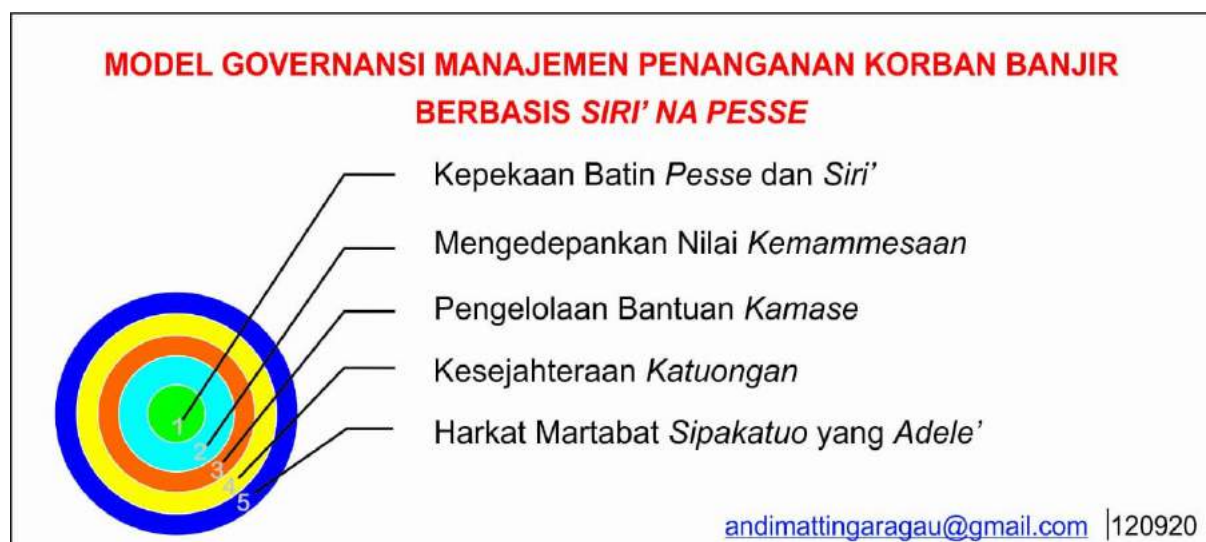 MODEL GOVERNANSI MANAJEMEN PENANGANAN KORBAN BANJIR
BERBASIS SIRI' NA PESSE
Kepekaan Batin Pesse dan Siri'
Mengedepankan Nilai Kemammesaan
Pengelolaan Bantuan Kamase
Kesejahteraan Katuongan
Harkat Martabat Sipakatuo yang Adele'
1
2
3
4
5
andimattingaragau@gmail.com |120920